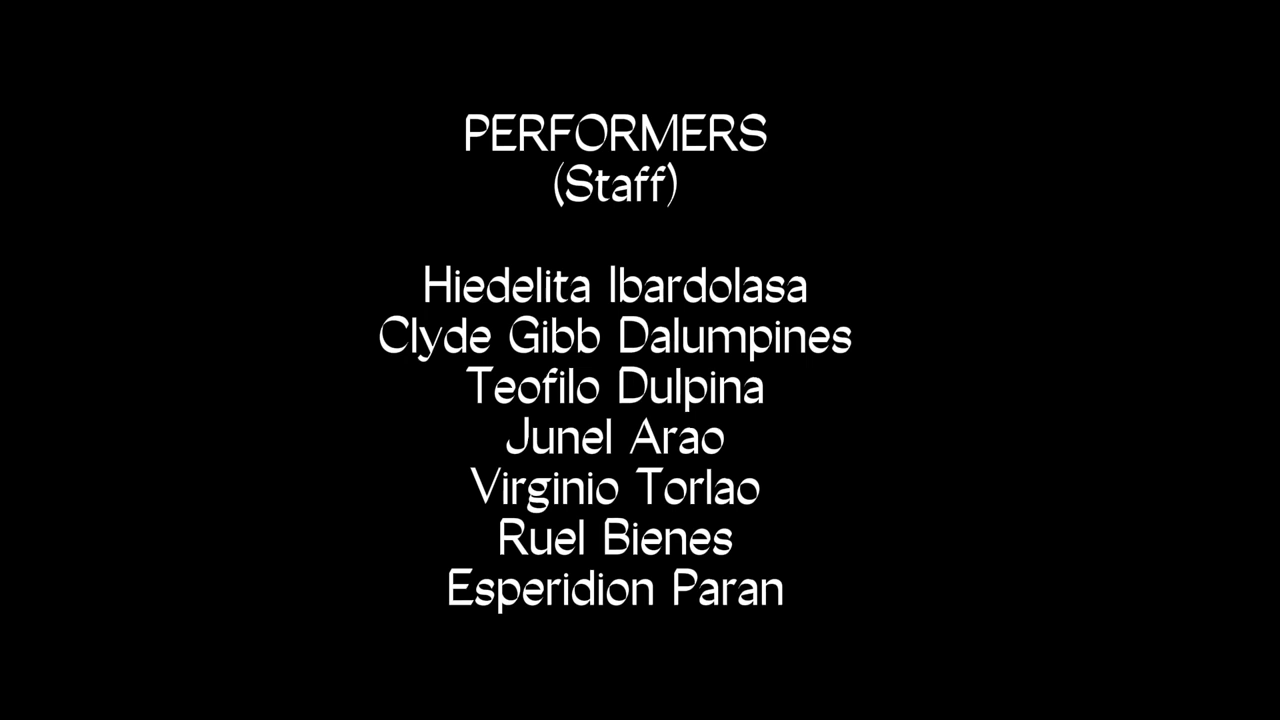 PERFORMERS
(Staff)
Hiedelita Ibardolasa
Clyde Gibb Dalumpines
Teofilo Dulpina
Junel Arao
Virginio Torlao
Ruel Bienes
Esperidion Paran